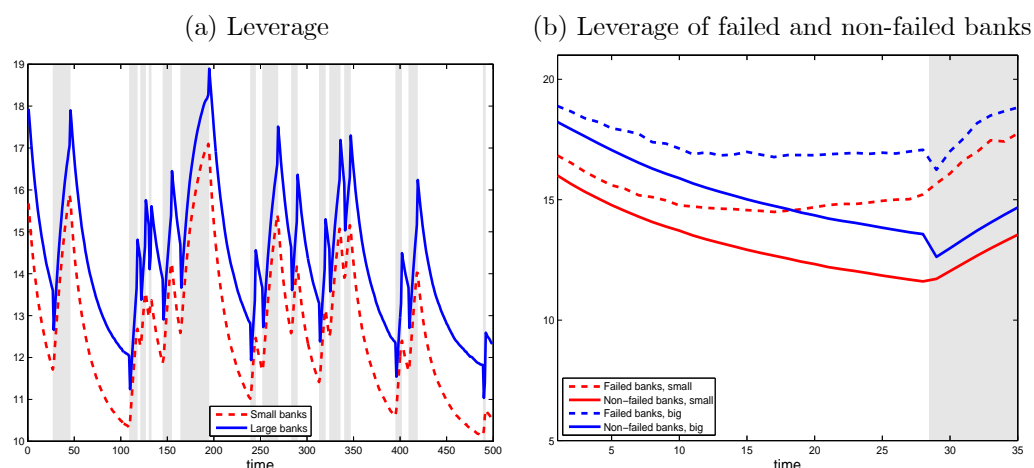 (a) Leverage
(b) Leverage of failed and non-failed banks
19
18
17
16
15
14
13
12
11
10
0 50 100 150 200 250 300 350 400 450 500
time
Small banks
Large banks
20
15
10
5
5 10 15 20 25 30 35
time
Failed banks, small
Non-failed banks, small
Failed banks, big
Non-failed banks, big